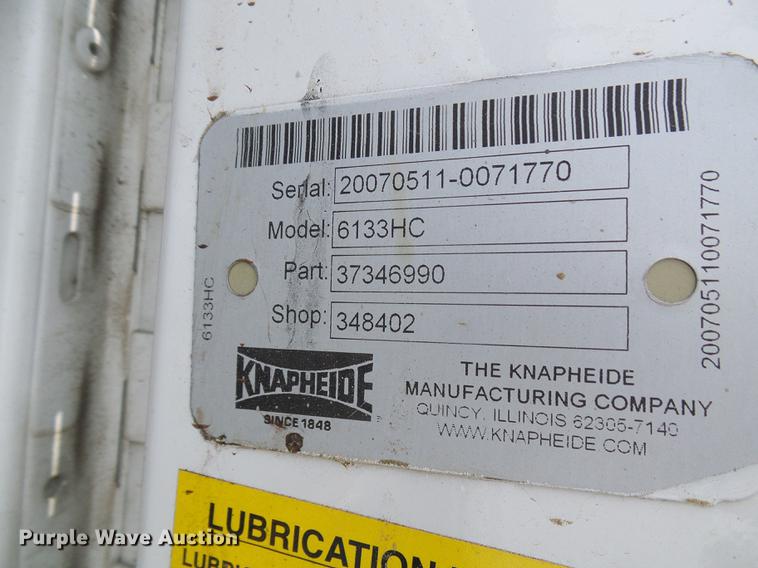 Serial: 20070511-0071770
Model: 6133HC
Part: 37346990
Shop: 348402
6133HC
200705110071770
KNAPHEIDE
SINCE 1848
THE KNAPHEIDE
MANUFACTURING COMPANY
QUINCY, ILLINOIS 62305-7140
WWW.KNAPHEIDE.COM
LUBRICATION
Purple Wave Auction